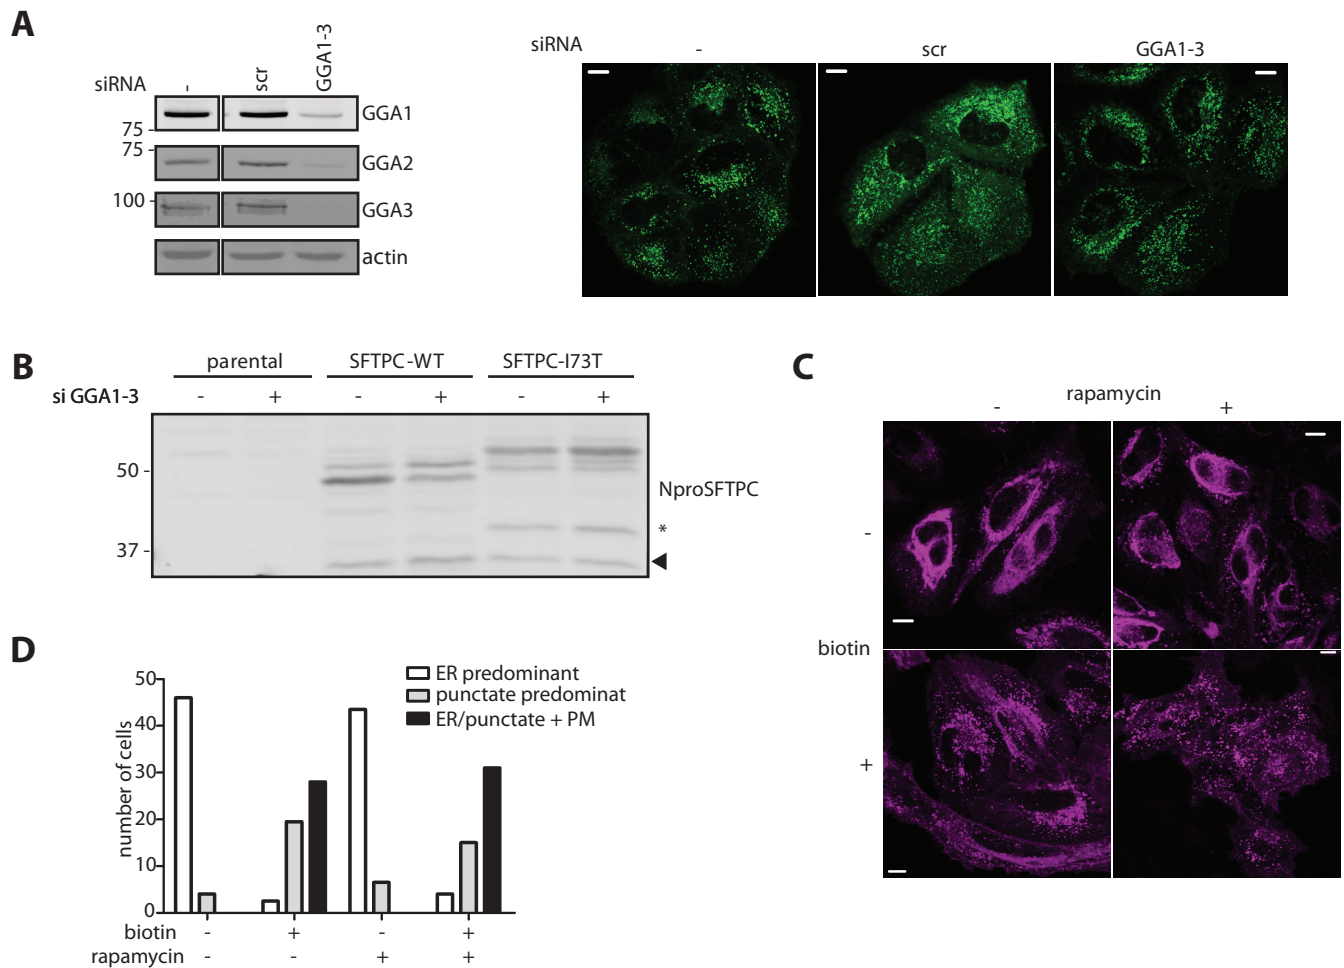 A
siRNA - scr GGA1-3
GGA1
75 -
75 -
GGA2
100 -
GGA3
actin
siRNA - scr GGA1-3
B
parental SFTPC-WT SFTPC-I73T
si GGA1-3 - + - + - +
50 -
NproSFTPC
*
37 -
C
rapamycin
- +
-
biotin
+
D
ER predominant
punctate predominat
ER/punctate + PM
number of cells
50
40
30
20
10
0
biotin - + - +
rapamycin - - + +